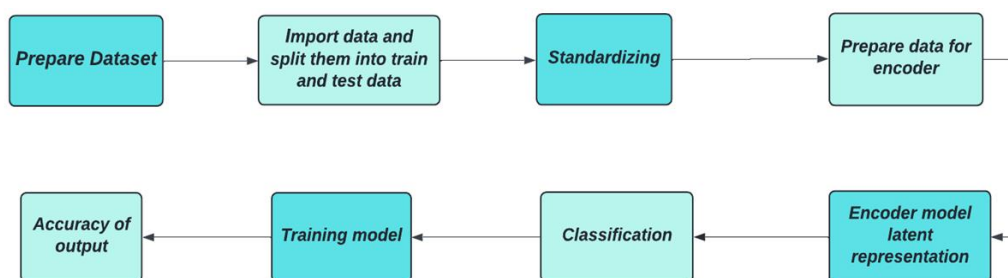 Prepare Dataset
Import data and
split them into train
and test data
Standardizing
Prepare data for
encoder
Encoder model
latent
representation
Classification
Training model
Accuracy of
output